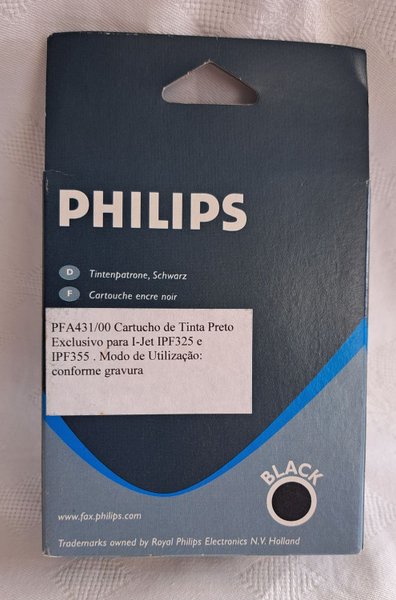 PHILIPS
D Tintenpatrone, Schwarz
F Cartouche encre noir
PFA431/00 Cartucho de Tinta Preto
Exclusivo para I-Jet IPF325 e
IPF355 . Modo de Utilização:
conforme gravura
BLACK
www.fax.philips.com
Trademarks owned by Royal Philips Electronics N.V. Holland